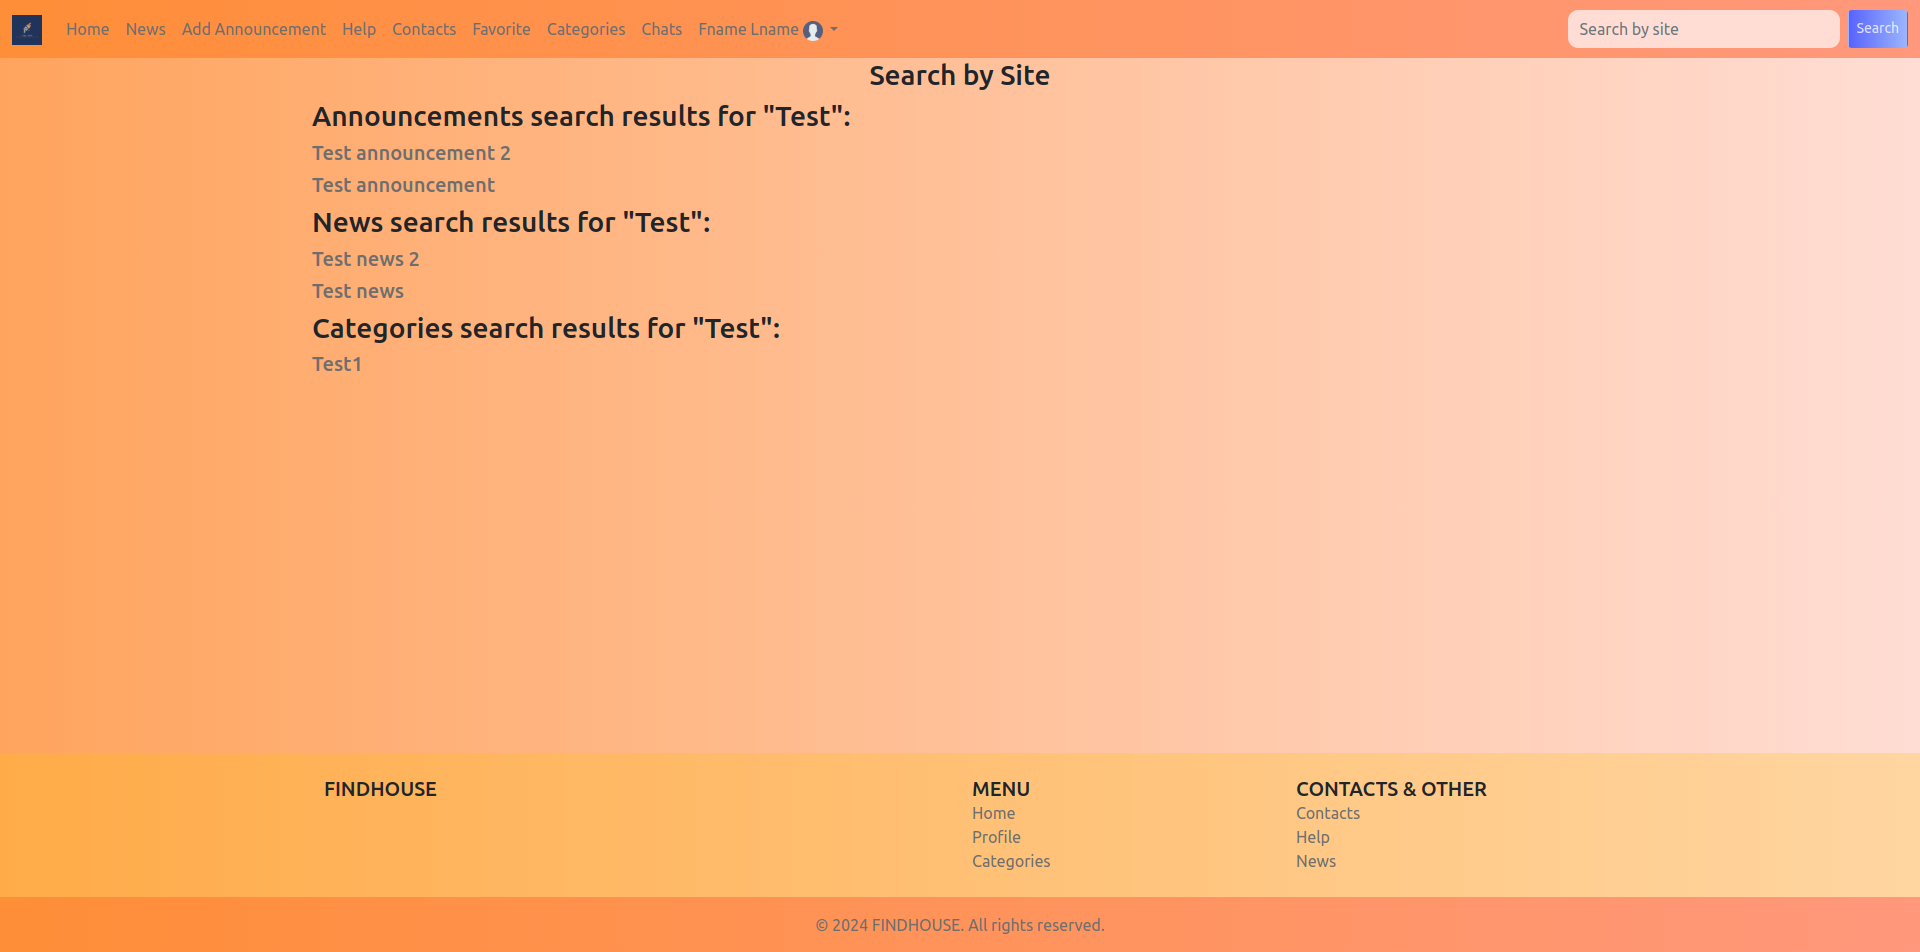 Home News Add Announcement Help Contacts Favorite Categories Chats Fname Lname Search by site Search
Search by Site
Announcements search results for "Test":
Test announcement 2
Test announcement
News search results for "Test":
Test news 2
Test news
Categories search results for "Test":
Test1
FINDHOUSE
MENU
Home
Profile
Categories
CONTACTS & OTHER
Contacts
Help
News
© 2024 FINDHOUSE. All rights reserved.